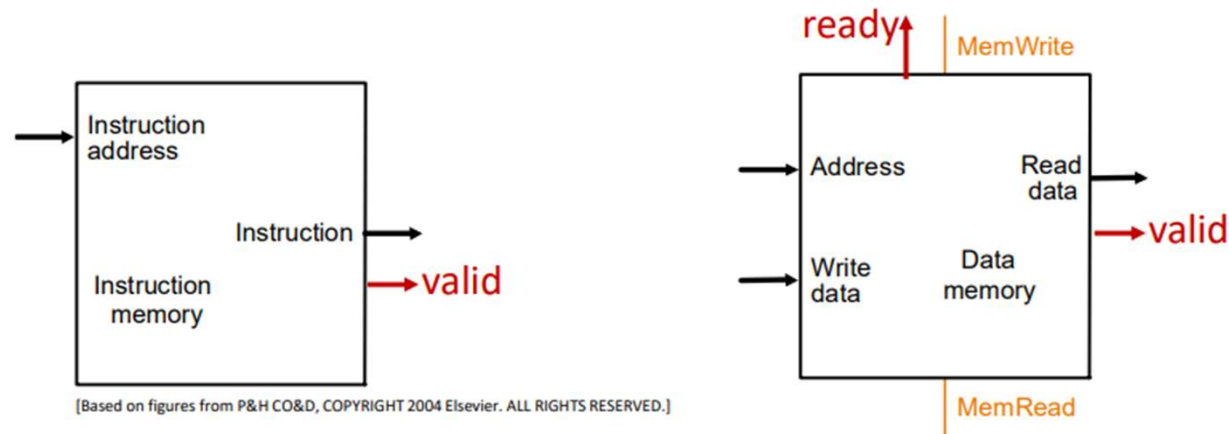 Instruction
address
Instruction
valid
Instruction
memory
[Based on figures from P&H CO&D, COPYRIGHT 2004 Elsevier. ALL RIGHTS RESERVED.]
ready
MemWrite
Address
Read
data
valid
Write
data
Data
memory
MemRead